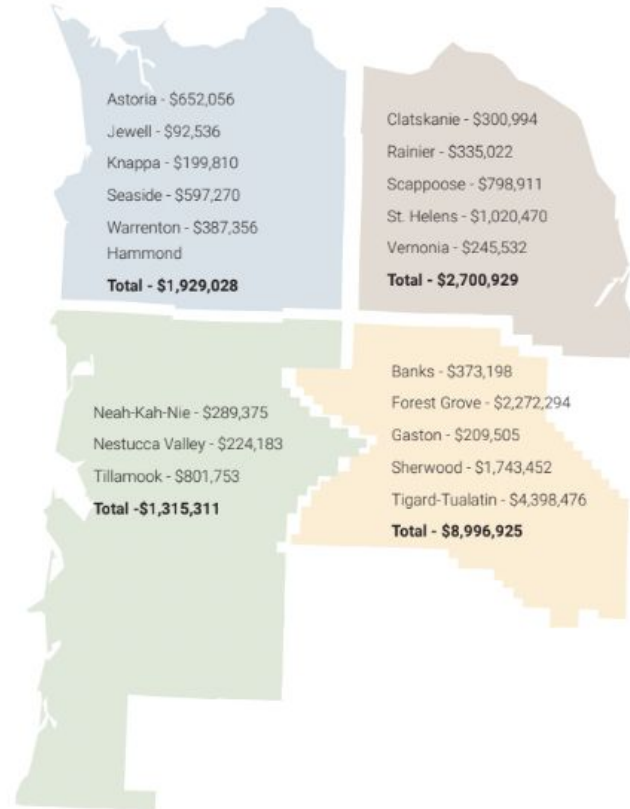 Astoria - $652,056
Jewell - $92,536
Knappa - $199,810
Seaside - $597,270
Warrenton - $387,356
Hammond
Total - $1,929,028
Clatskanie - $300,994
Rainier - $335,022
Scappoose - $798,911
St. Helens - $1,020,470
Vernonia - $245,532
Total - $2,700,929
Neah-Kah-Nie - $289,375
Nestucca Valley - $224,183
Tillamook - $801,753
Total -$1,315,311
Banks - $373,198
Forest Grove - $2,272,294
Gaston - $209,505
Sherwood - $1,743,452
Tigard-Tualatin - $4,398,476
Total - $8,996,925